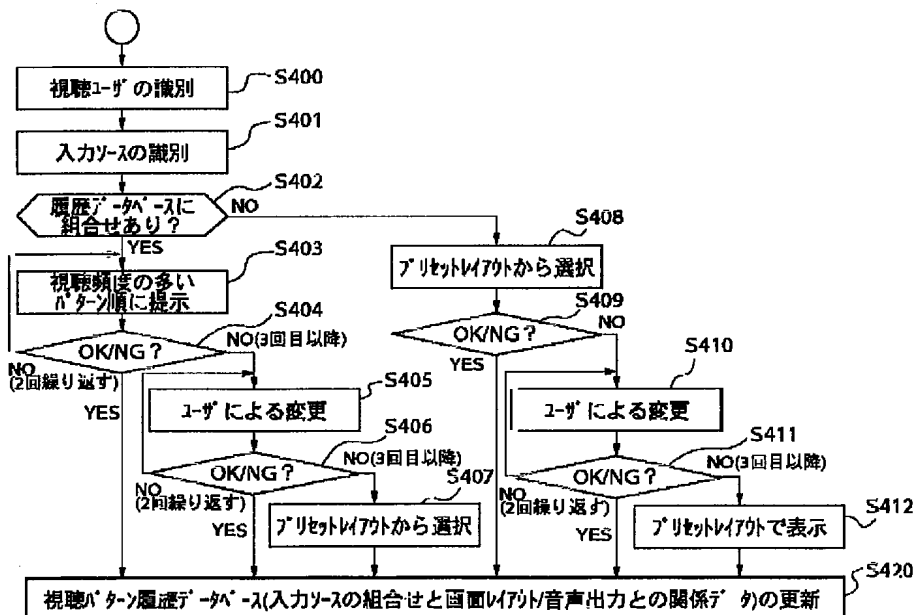 S400
視聴ユーザの識別
S401
入力ソースの識別
S402
履歴データベースに
組合せあり？
NO
YES
S403
視聴頻度の多い
パターン順に提示
S404
OK/NG？
NO(3回目以降)
NO
(2回繰り返す)
YES
S405
ユーザによる変更
S406
OK/NG？
NO(3回目以降)
NO
(2回繰り返す)
YES
S407
プリセットレイアウトから選択
S408
プリセットレイアウトから選択
S409
OK/NG？
NO
YES
S410
ユーザによる変更
S411
OK/NG？
NO(3回目以降)
NO
(2回繰り返す)
YES
S412
プリセットレイアウトで表示
S420
視聴パターン履歴データベース(入力ソースの組合せと画面レイアウト/音声出力との関係データ)の更新